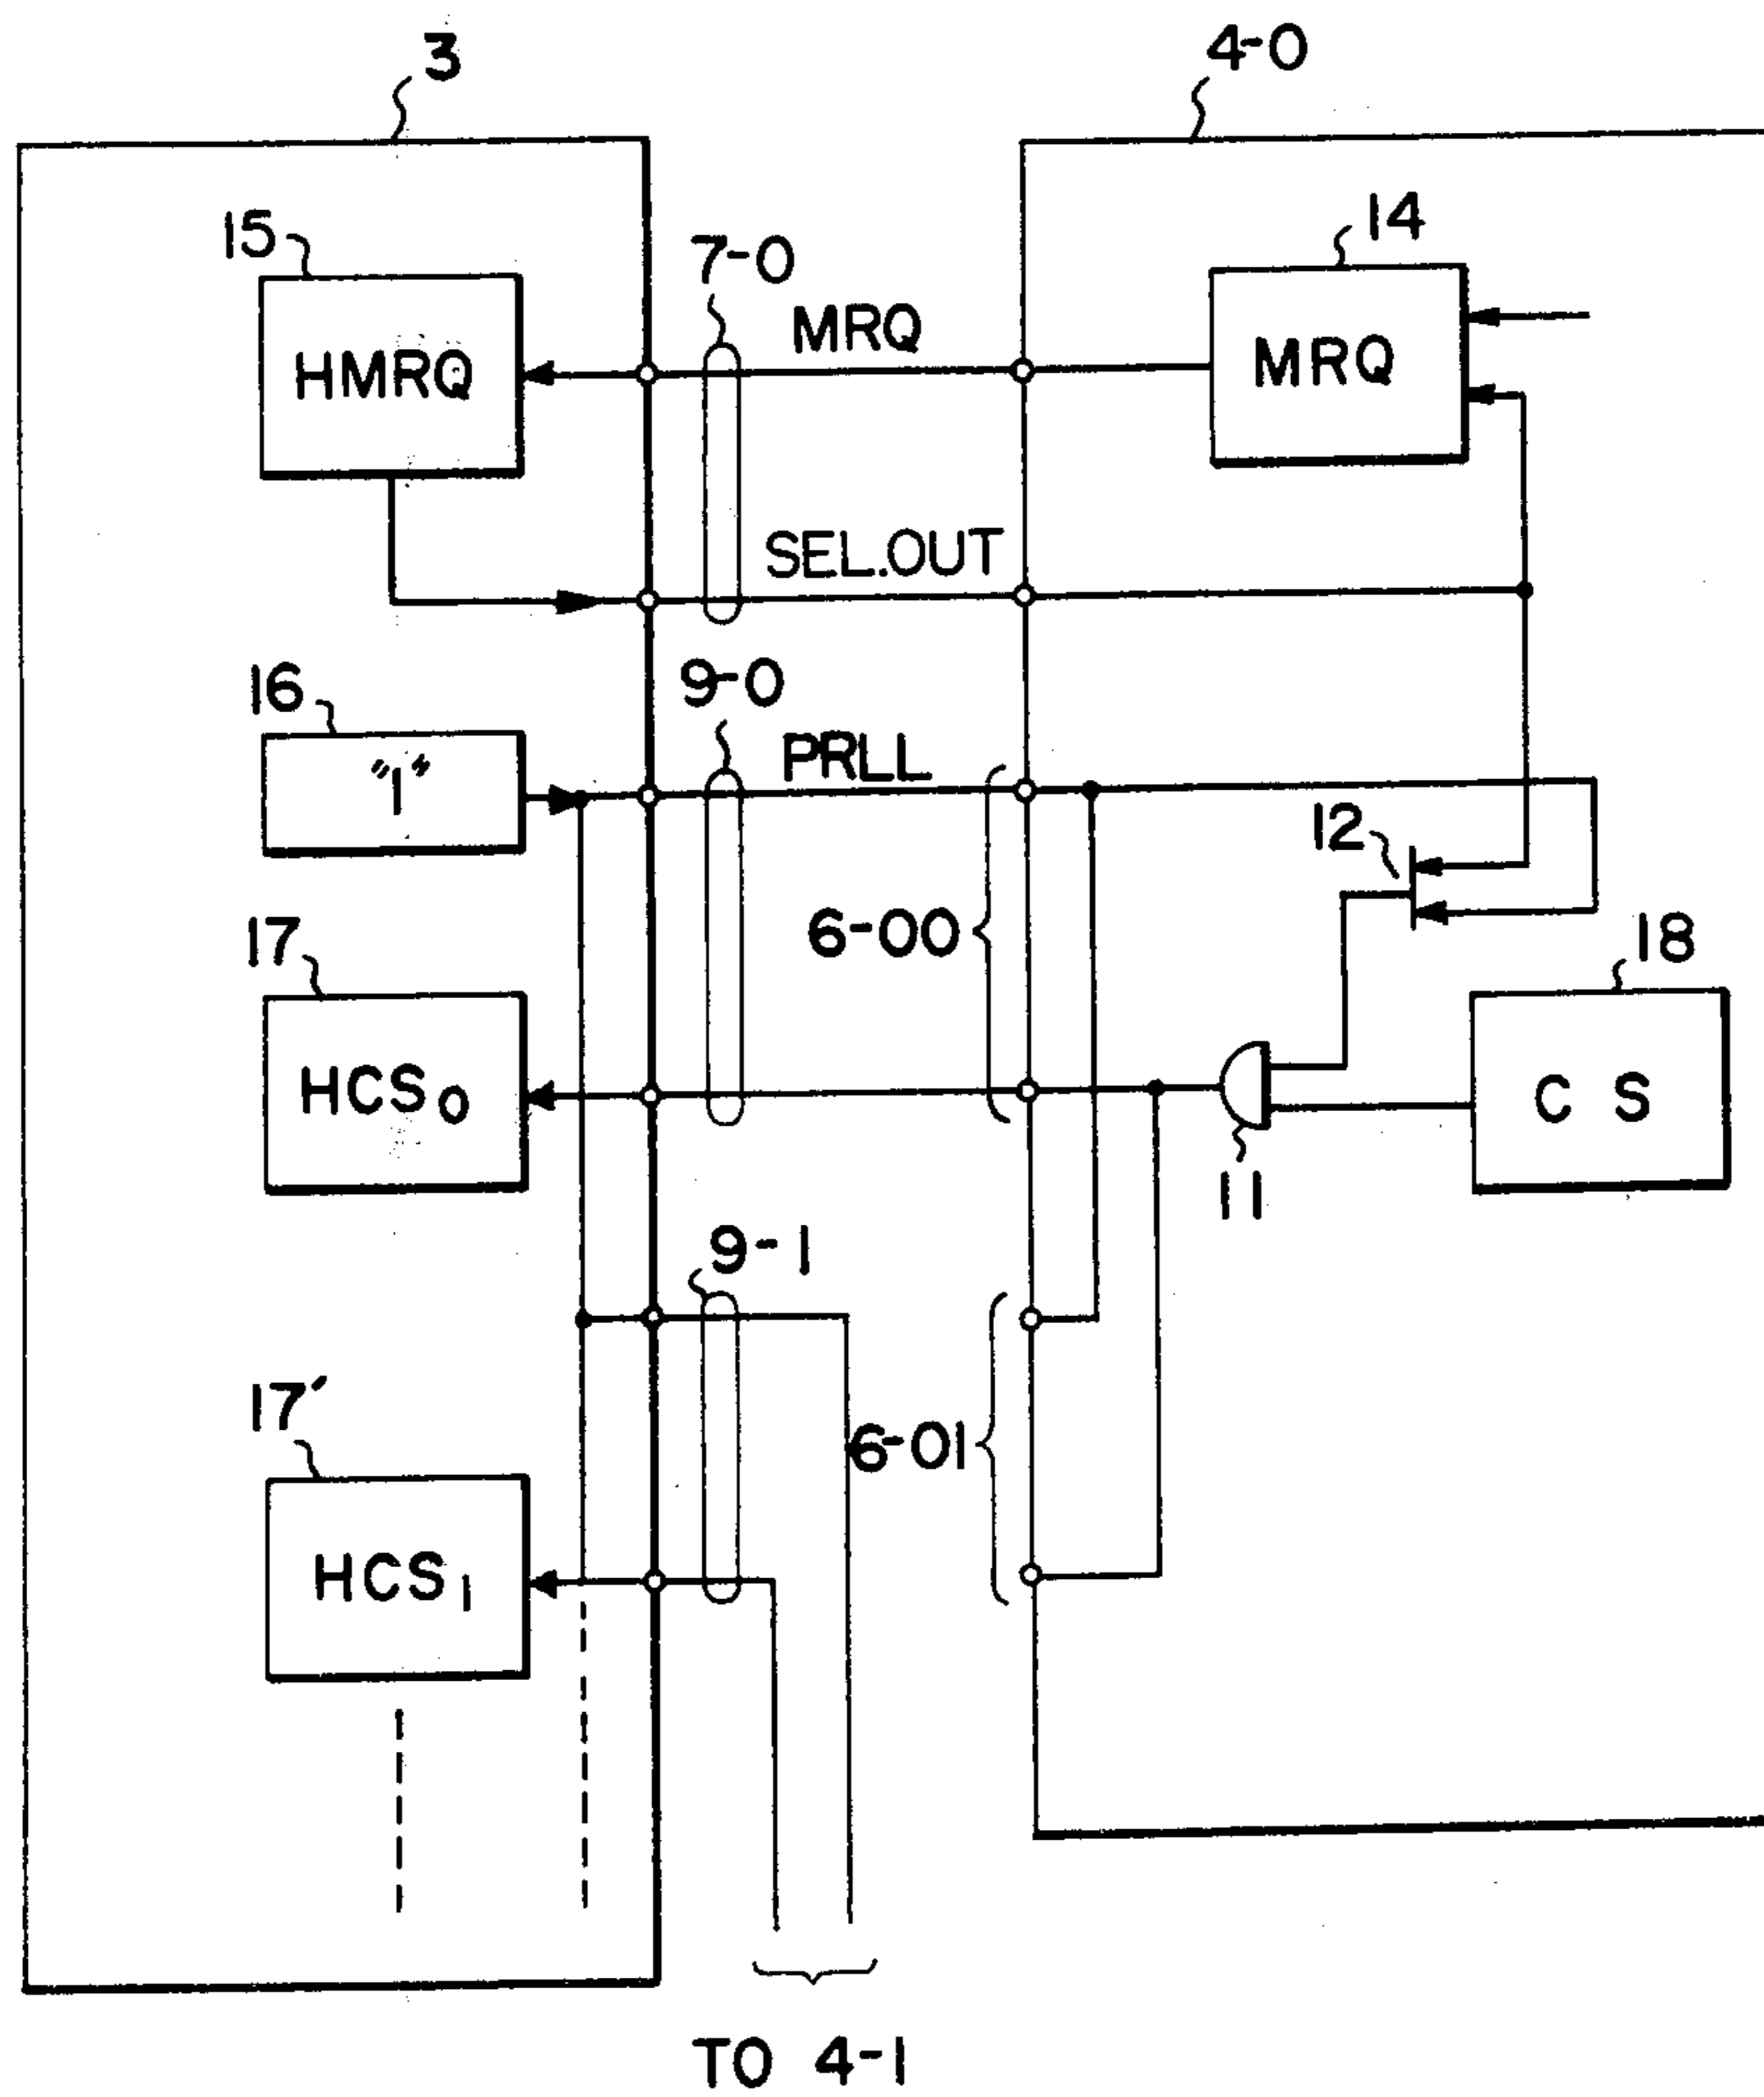 3
4-0
15
14
7-0
MRQ
HMRQ
MRQ
SEL.OUT
16
9-0
PRLL
"1"
12
6-00
17
18
HCS0
C S
11
9-1
17'
6-01
HCS1
TO 4-1